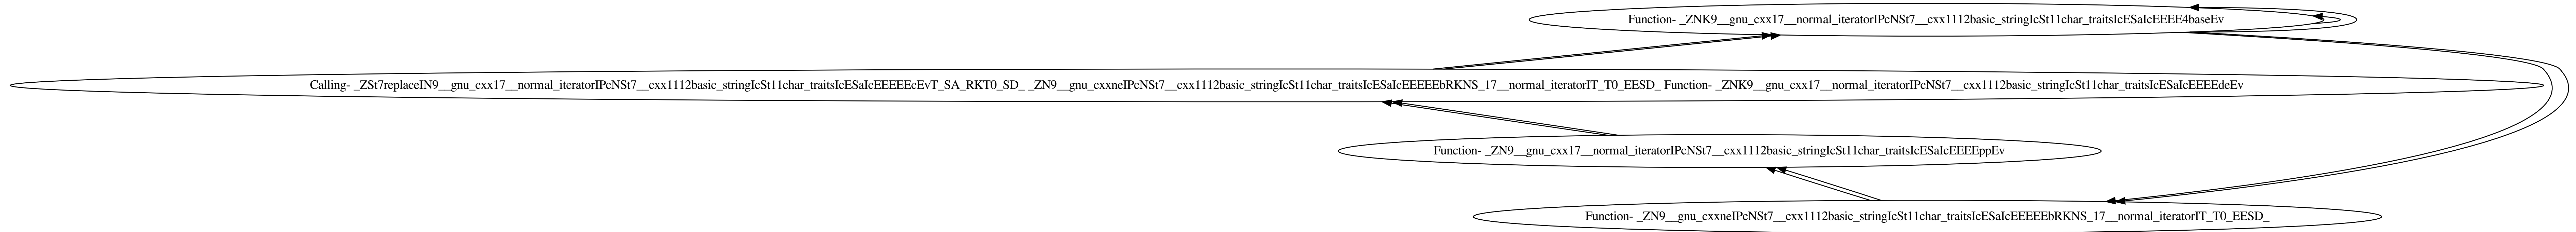 Function- _ZNK9__gnu_cxx17__normal_iteratorIPcNSt7__cxx1112basic_stringIcSt11char_traitsIcESaIcEEEE4baseEv
Calling- _ZSt7replaceIN9__gnu_cxx17__normal_iteratorIPcNSt7__cxx1112basic_stringIcSt11char_traitsIcESaIcEEEEEcEvT_SA_RKT0_SD_ _ZN9__gnu_cxxneIPcNSt7__cxx1112basic_stringIcSt11char_traitsIcESaIcEEEEEbRKNS_17__normal_iteratorIT_T0_EESD_ Function- _ZNK9__gnu_cxx17__normal_iteratorIPcNSt7__cxx1112basic_stringIcSt11char_traitsIcESaIcEEEEdeEv
Function- _ZN9__gnu_cxx17__normal_iteratorIPcNSt7__cxx1112basic_stringIcSt11char_traitsIcESaIcEEEEppEv
Function- _ZN9__gnu_cxxneIPcNSt7__cxx1112basic_stringIcSt11char_traitsIcESaIcEEEEEbRKNS_17__normal_iteratorIT_T0_EESD_